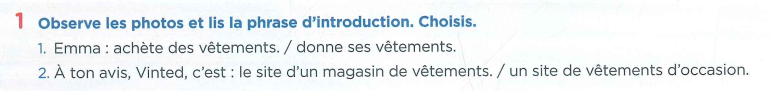 1 Observe les photos et lis la phrase d'introduction. Choisis.
1. Emma : achète des vêtements. / donne ses vêtements.
2. À ton avis, Vinted, c'est : le site d'un magasin de vêtements. / un site de vêtements d'occasion.